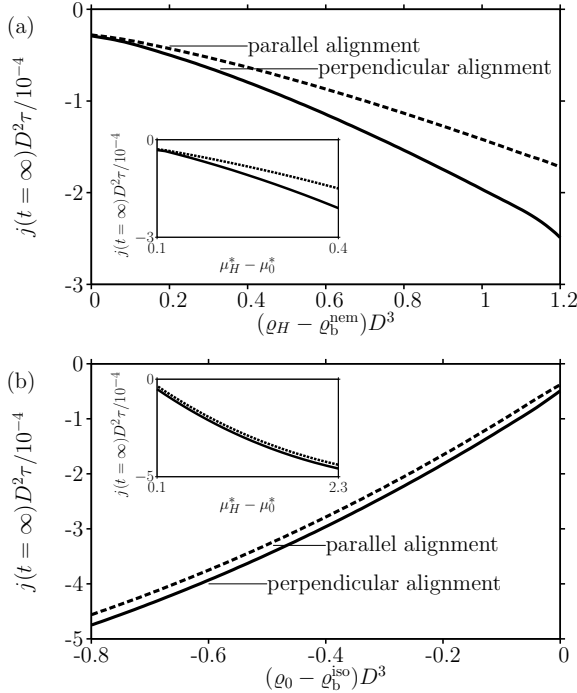 (a)
0
-1
-2
-3
j(t = ∞)D²τ/10⁻⁴
parallel alignment
perpendicular alignment
0
−3
0.1
0.4
j(t = ∞)D²τ/10⁻⁴
μ*_H − μ*_0
0 0.2 0.4 0.6 0.8 1 1.2
(ϱ_H − ϱ_b^nem)D³
(b)
0
-1
-2
-3
-4
-5
j(t = ∞)D²τ/10⁻⁴
0
−5
0.1
2.3
j(t = ∞)D²τ/10⁻⁴
μ*_H − μ*_0
parallel alignment
perpendicular alignment
-0.8 -0.6 -0.4 -0.2 0
(ϱ_0 − ϱ_b^iso)D³